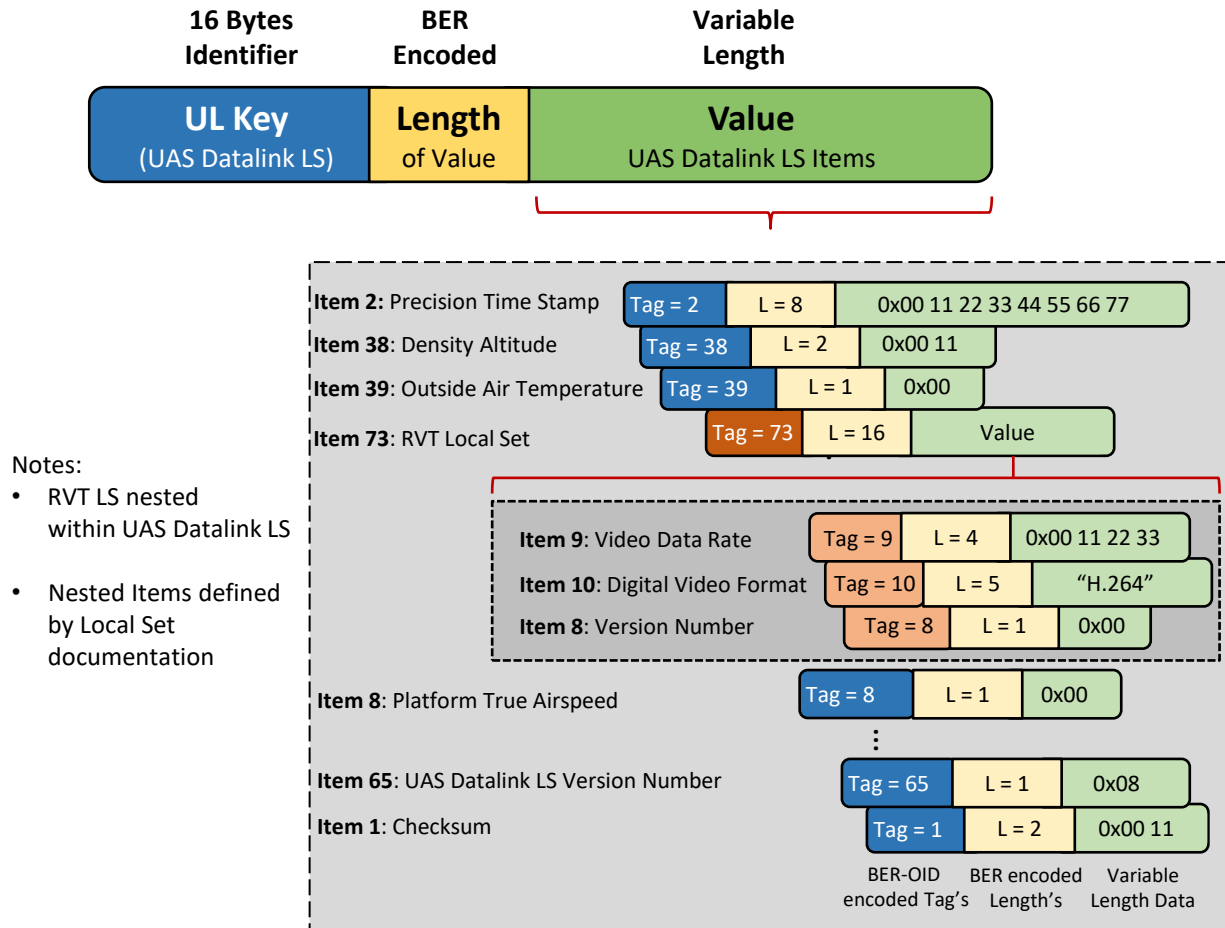 16 Bytes
Identifier
BER
Encoded
Variable
Length
UL Key
(UAS Datalink LS)
Length
of Value
Value
UAS Datalink LS Items
Item 2: Precision Time Stamp
Tag = 2
L = 8
0x00 11 22 33 44 55 66 77
Item 38: Density Altitude
Tag = 38
L = 2
0x00 11
Item 39: Outside Air Temperature
Tag = 39
L = 1
0x00
Item 73: RVT Local Set
Tag = 73
L = 16
Value
Notes:
• RVT LS nested
within UAS Datalink LS
• Nested Items defined
by Local Set
documentation
Item 9: Video Data Rate
Tag = 9
L = 4
0x00 11 22 33
Item 10: Digital Video Format
Tag = 10
L = 5
“H.264”
Item 8: Version Number
Tag = 8
L = 1
0x00
Item 8: Platform True Airspeed
Tag = 8
L = 1
0x00
⋮
Item 65: UAS Datalink LS Version Number
Tag = 65
L = 1
0x08
Item 1: Checksum
Tag = 1
L = 2
0x00 11
BER-OID
encoded Tag's
BER encoded
Length's
Variable
Length Data